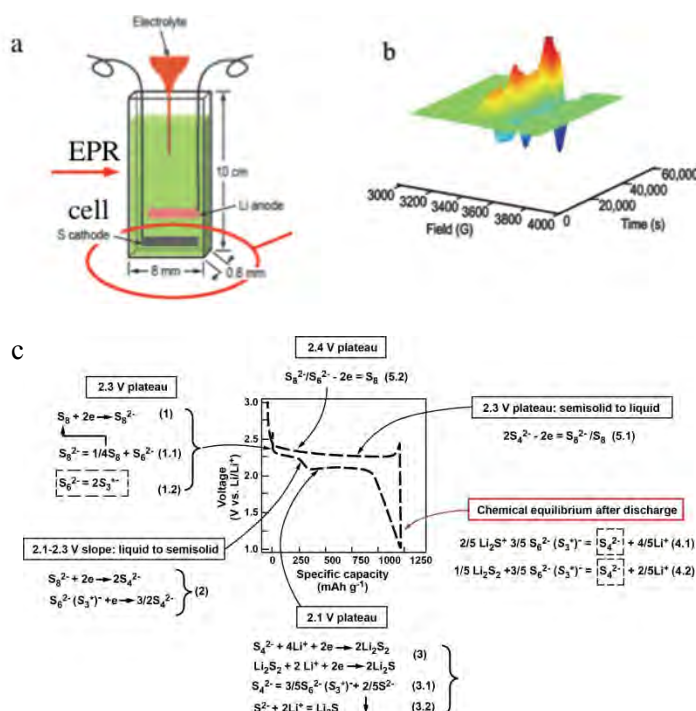 a
Electrolyte
EPR
cell
10 cm
Li anode
S cathode
8 mm
0.8 mm
b
3000
3200
3400
3600
3800
4000
Field (G)
0
20,000
40,000
60,000
Time (s)
c
2.4 V plateau
S₈²⁻/S₆²⁻ - 2e = S₈ (5.2)
2.3 V plateau
S₈ + 2e → S₈²⁻ (1)
S₈²⁻ = 1/4S₈ + S₆²⁻ (1.1)
S₆²⁻ = 2S₃*⁻ (1.2)
2.3 V plateau: semisolid to liquid
2S₄²⁻ - 2e = S₈²⁻/S₈ (5.1)
3.0
2.5
2.0
1.5
1.0
Voltage
(V vs. Li/Li⁺)
0 250 500 750 1000 1250
Specific capacity
(mAh g⁻¹)
Chemical equilibrium after discharge
2/5 Li₂S+ 3/5 S₆²⁻ (S₃*)⁻ = S₄²⁻ + 4/5Li⁺ (4.1)
1/5 Li₂S₂ +3/5 S₆²⁻ (S₃*)⁻ = S₄²⁻ + 2/5Li⁺ (4.2)
2.1-2.3 V slope: liquid to semisolid
S₈²⁻ + 2e → 2S₄²⁻
S₆²⁻ (S₃*)⁻ +e → 3/2S₄²⁻
(2)
2.1 V plateau
S₄²⁻ + 4Li⁺ + 2e → 2Li₂S₂
Li₂S₂ + 2 Li⁺ + 2e → 2Li₂S
(3)
S₄²⁻ = 3/5S₆²⁻ (S₃*)⁻ + 2/5S²⁻ (3.1)
S²⁻ + 2Li⁺ = Li₂S (3.2)